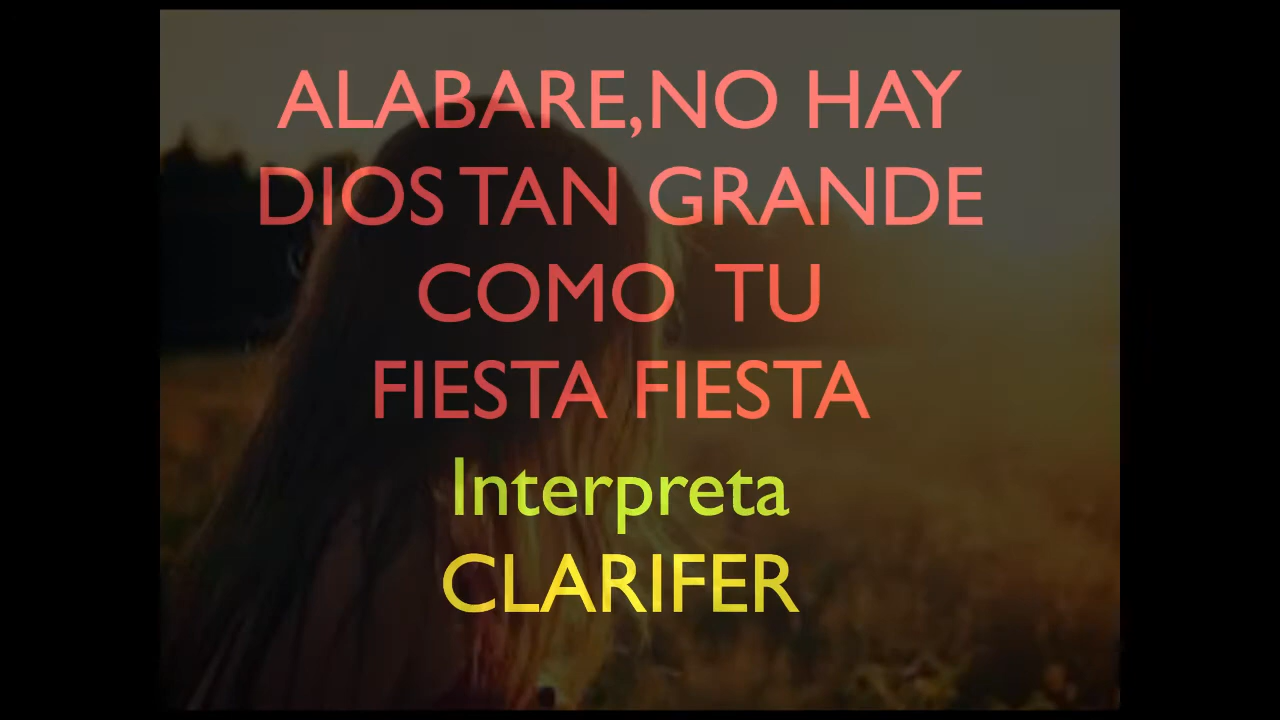 ALABARE,NO HAY
DIOS TAN GRANDE
COMO TU
FIESTA FIESTA
Interpreta
CLARIFER